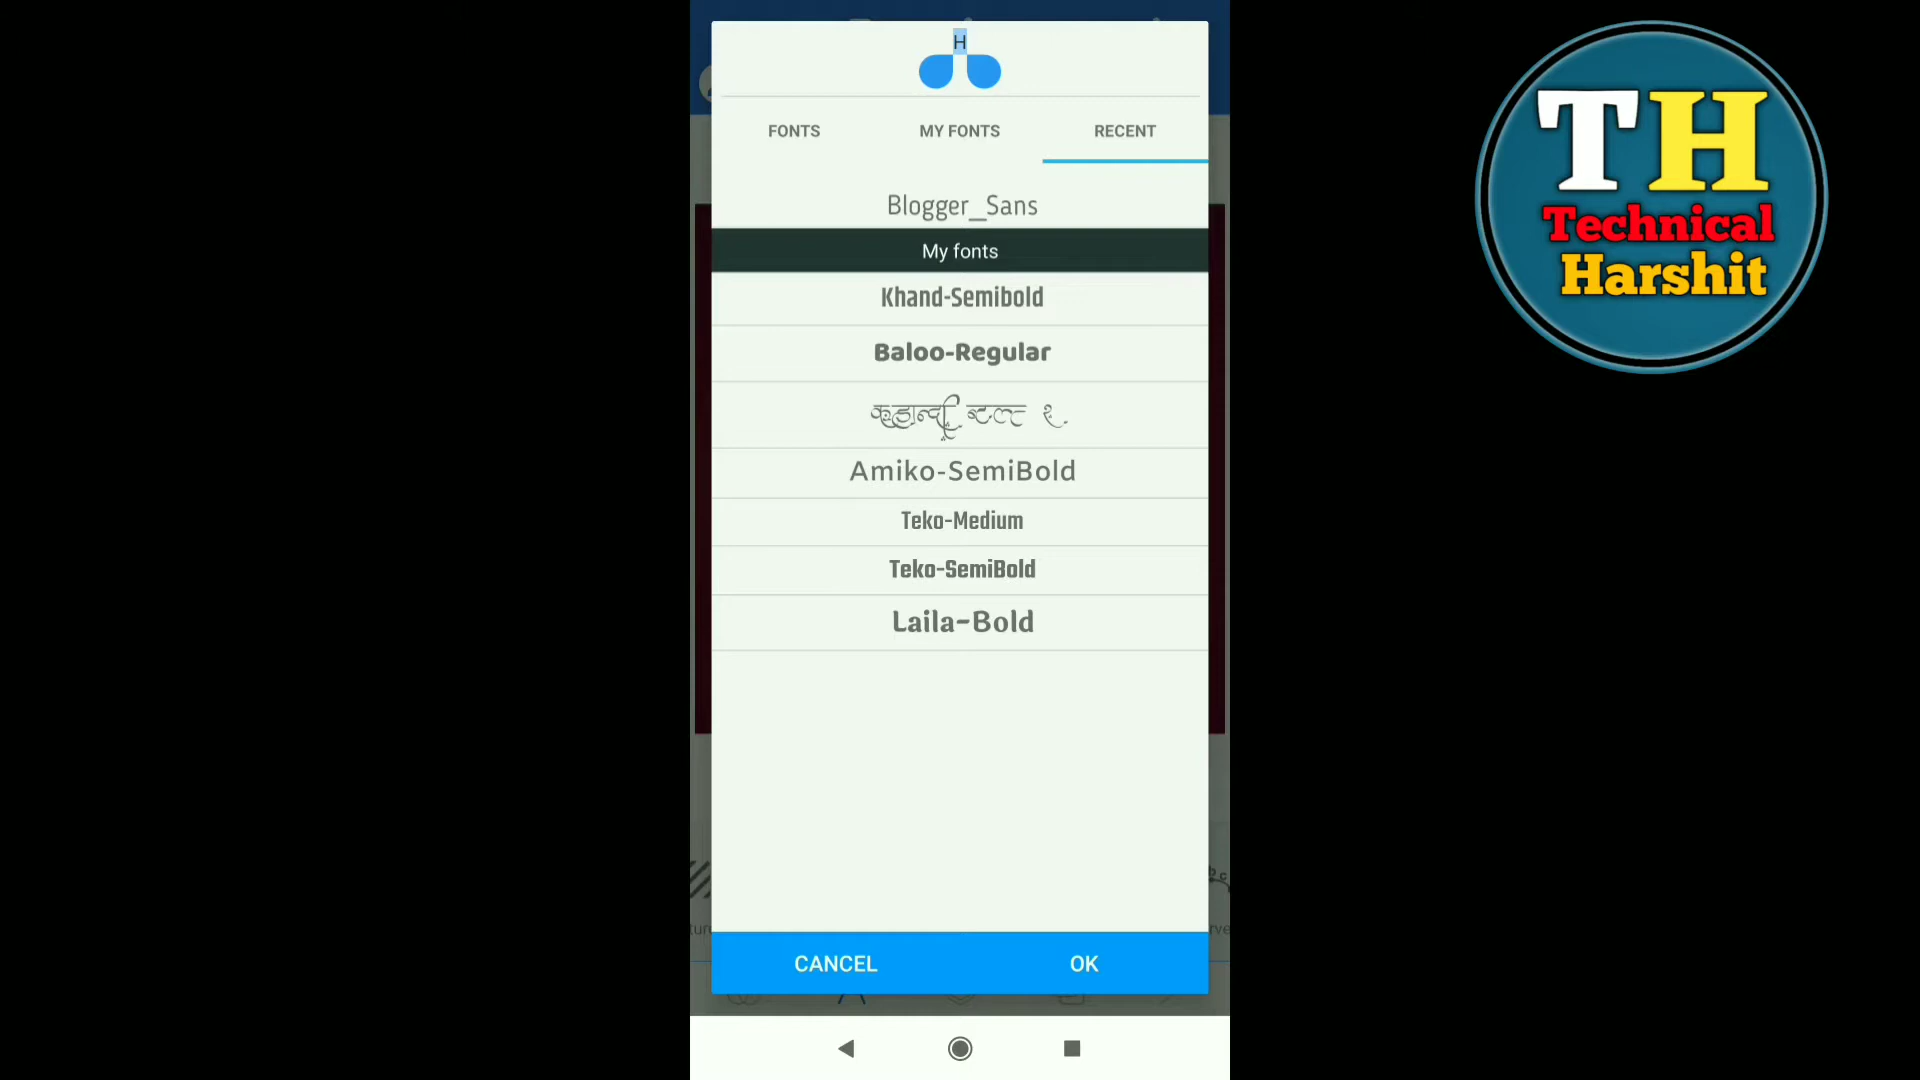 H
FONTS MY FONTS RECENT
Blogger_Sans
My fonts
Khand-Semibold
Baloo-Regular
Amiko-SemiBold
Teko-Medium
Teko-SemiBold
Laila-Bold
CANCEL OK
TH
Technical
Harshit